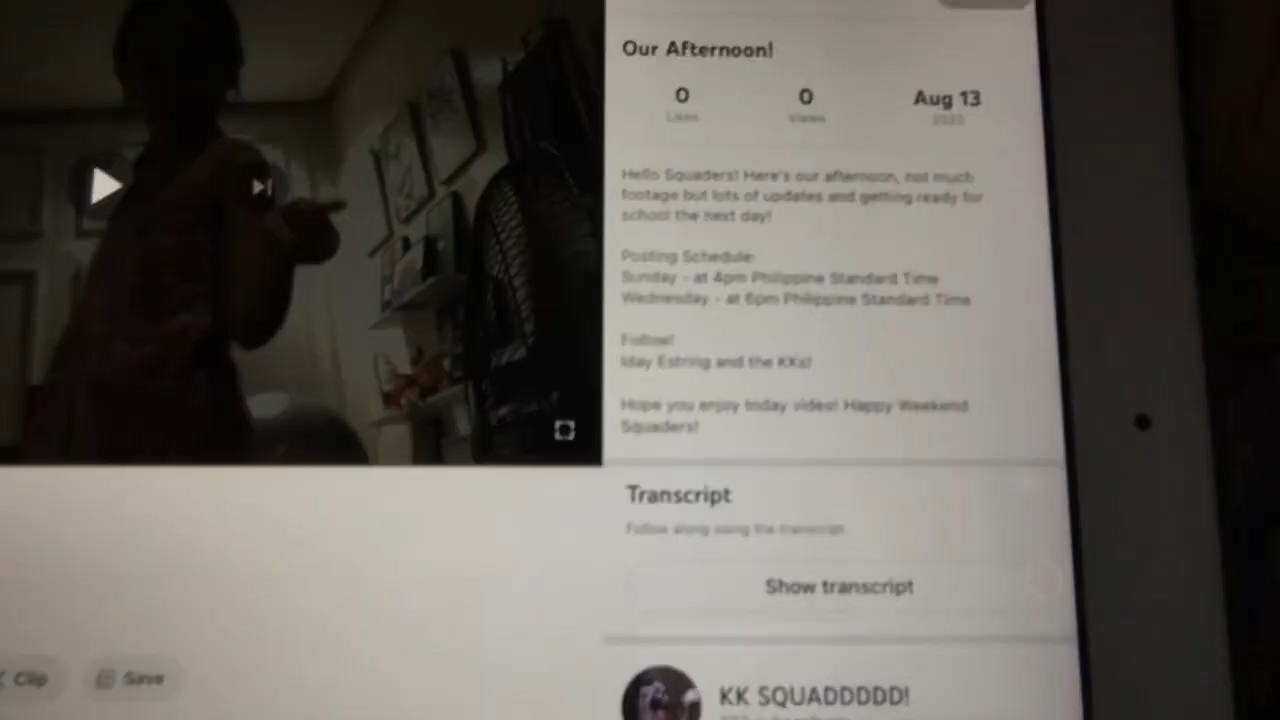 Our Afternoon!
0
0
Aug 13
Likes
Views
2023
Hello Squaders! Here's our afternoon, not much
footage but lots of updates and getting ready for
school the next day!
Posting Schedule:
Sunday - at 4pm Philippine Standard Time
Wednesday - at 6pm Philippine Standard Time
Follow!
Iday Estring and the KKs!
Hope you enjoy today video! Happy Weekend
Squaders!
Transcript
Follow along using the transcript.
Show transcript
Clip
Save
KK SQUADDDDD!